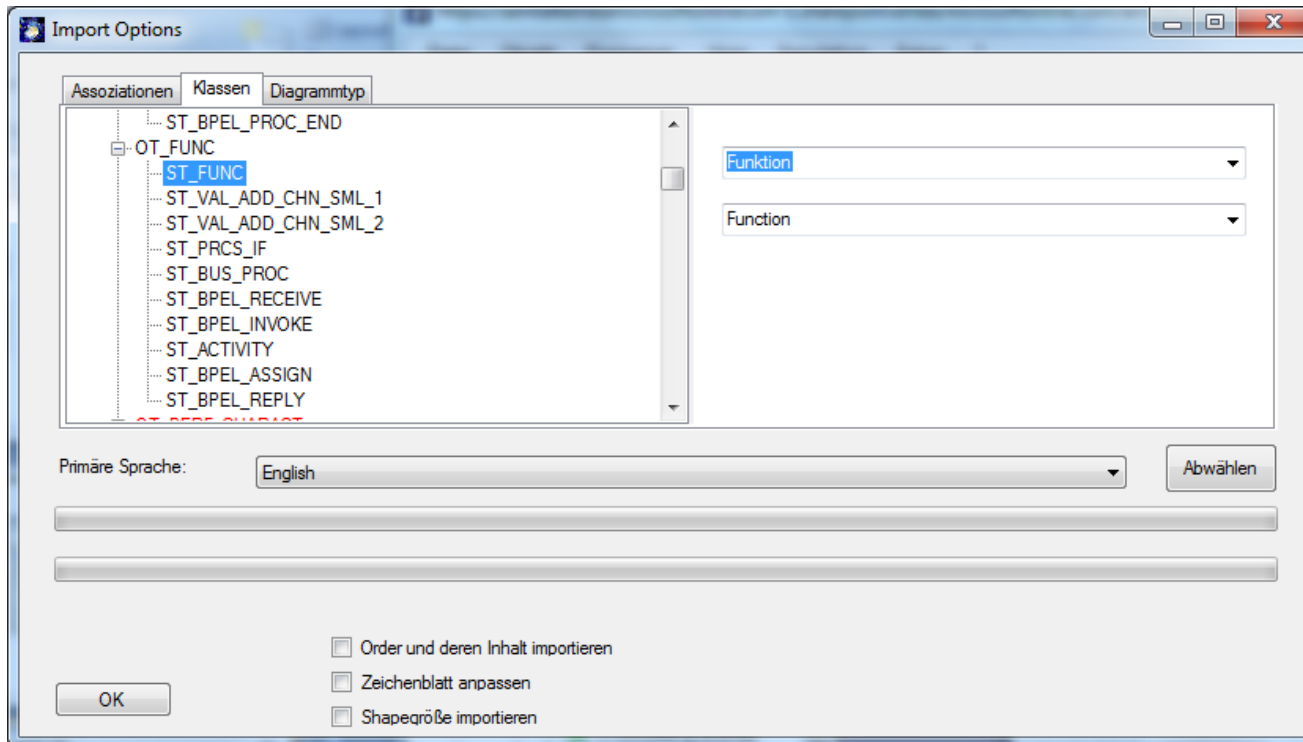 Import Options
Assoziationen Klassen Diagrammtyp
ST_BPEL_PROC_END
OT_FUNC
ST_FUNC
Funktion
ST_VAL_ADD_CHN_SML_1
ST_VAL_ADD_CHN_SML_2
Function
ST_PRCS_IF
ST_BUS_PROC
ST_BPEL_RECEIVE
ST_BPEL_INVOKE
ST_ACTIVITY
ST_BPEL_ASSIGN
ST_BPEL_REPLY
Primäre Sprache:
English
Abwählen
Order und deren Inhalt importieren
Zeichenblatt anpassen
OK
Shapegröße importieren